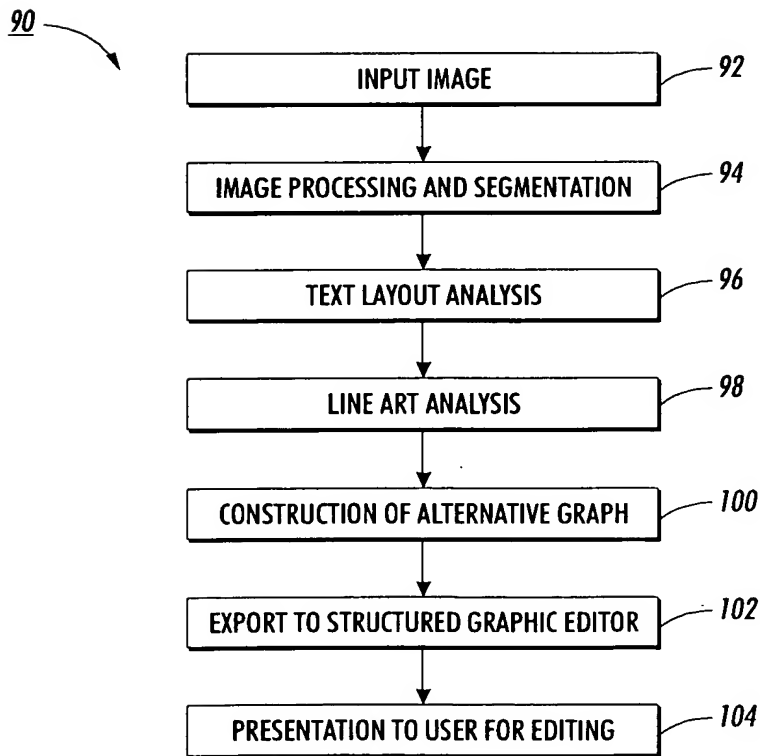 90
INPUT IMAGE
92
IMAGE PROCESSING AND SEGMENTATION
94
TEXT LAYOUT ANALYSIS
96
LINE ART ANALYSIS
98
CONSTRUCTION OF ALTERNATIVE GRAPH
100
EXPORT TO STRUCTURED GRAPHIC EDITOR
102
PRESENTATION TO USER FOR EDITING
104